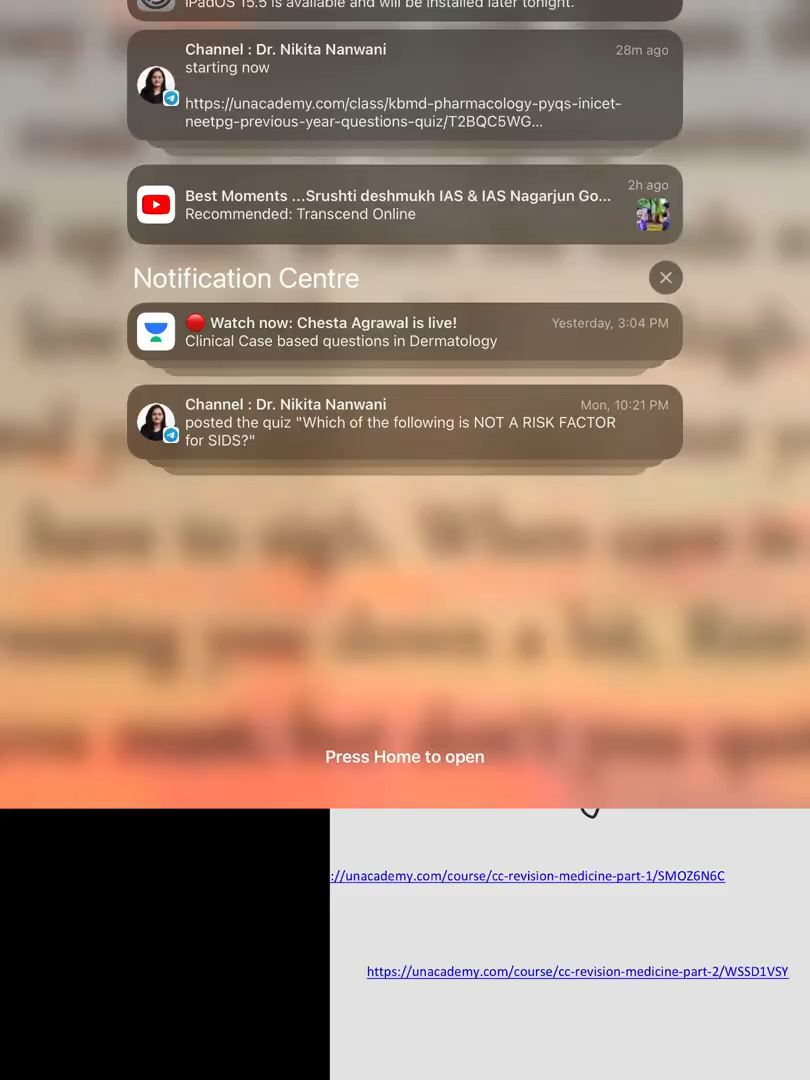 iPadOS 15.5 is available and will be installed later tonight.
Channel : Dr. Nikita Nanwani
28m ago
starting now
https://unacademy.com/class/kbmd-pharmacology-pyqs-inicet-
neetpg-previous-year-questions-quiz/T2BQC5WG...
2h ago
Best Moments ...Srushti deshmukh IAS & IAS Nagarjun Go...
Recommended: Transcend Online
Notification Centre
Watch now: Chesta Agrawal is live!
Yesterday, 3:04 PM
Clinical Case based questions in Dermatology
Channel : Dr. Nikita Nanwani
Mon, 10:21 PM
posted the quiz "Which of the following is NOT A RISK FACTOR
for SIDS?"
Press Home to open
://unacademy.com/course/cc-revision-medicine-part-1/SMOZ6N6C
https://unacademy.com/course/cc-revision-medicine-part-2/WSSD1VSY